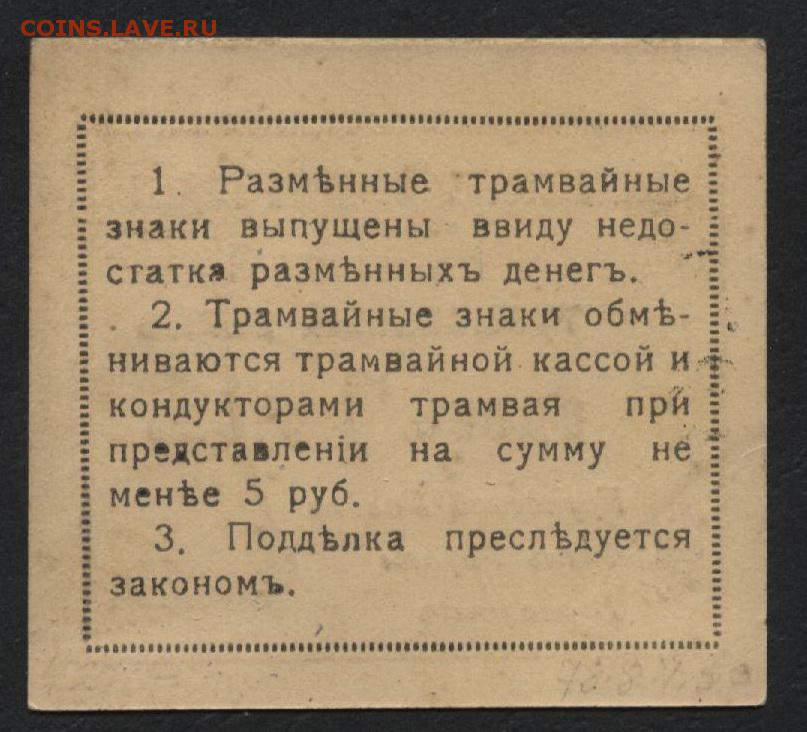 COINS.LAVE.RU
1. Размѣнные трамвайные
знаки выпущены ввиду недо-
статка размѣнныхъ денегъ.
2. Трамвайные знаки обмѣ-
ниваются трамвайной кассой и
кондукторами трамвая при
представленіи на сумму не
менѣе 5 руб.
3. Поддѣлка преслѣдуется
закономъ.